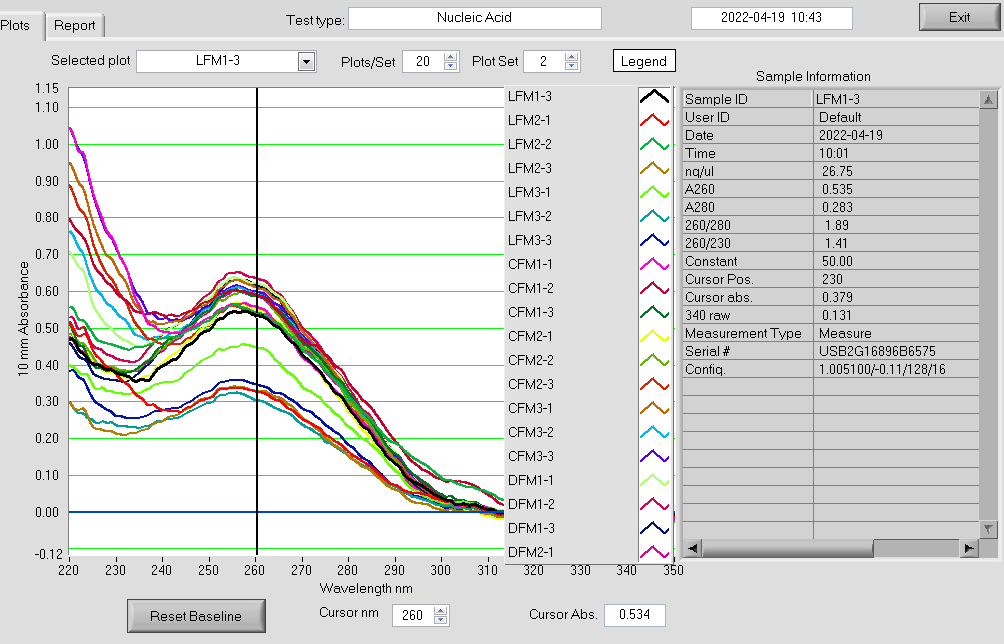 Plots
Report
Test type: Nucleic Acid
2022-04-19 10:43
Exit
Selected plot LFM1-3
Plots/Set 20
Plot Set 2
Legend
Sample Information
1.15
1.10
1.00
0.90
0.80
0.70
0.60
0.50
0.40
0.30
0.20
0.10
0.00
-0.12
10 mm Absorbance
220 230 240 250 260 270 280 290 300 310 320 330 340 350
Wavelength nm
LFM1-3
LFM2-1
LFM2-2
LFM2-3
LFM3-1
LFM3-2
LFM3-3
CFM1-1
CFM1-2
CFM1-3
CFM2-1
CFM2-2
CFM2-3
CFM3-1
CFM3-2
CFM3-3
DFM1-1
DFM1-2
DFM1-3
DFM2-1
Sample ID LFM1-3
User ID Default
Date 2022-04-19
Time 10:01
ng/ul 26.75
A260 0.535
A280 0.283
260/280 1.89
260/230 1.41
Constant 50.00
Cursor Pos. 230
Cursor abs. 0.379
340 raw 0.131
Measurement Type Measure
Serial # USB2G16896B6575
Config. 1.005100/-0.11/128/16
Reset Baseline
Cursor nm 260
Cursor Abs. 0.534